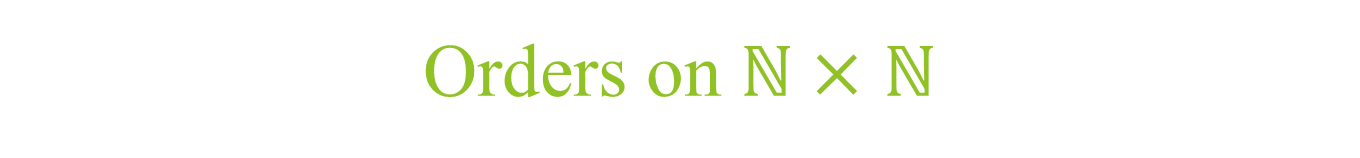 Orders on ℕ × ℕ